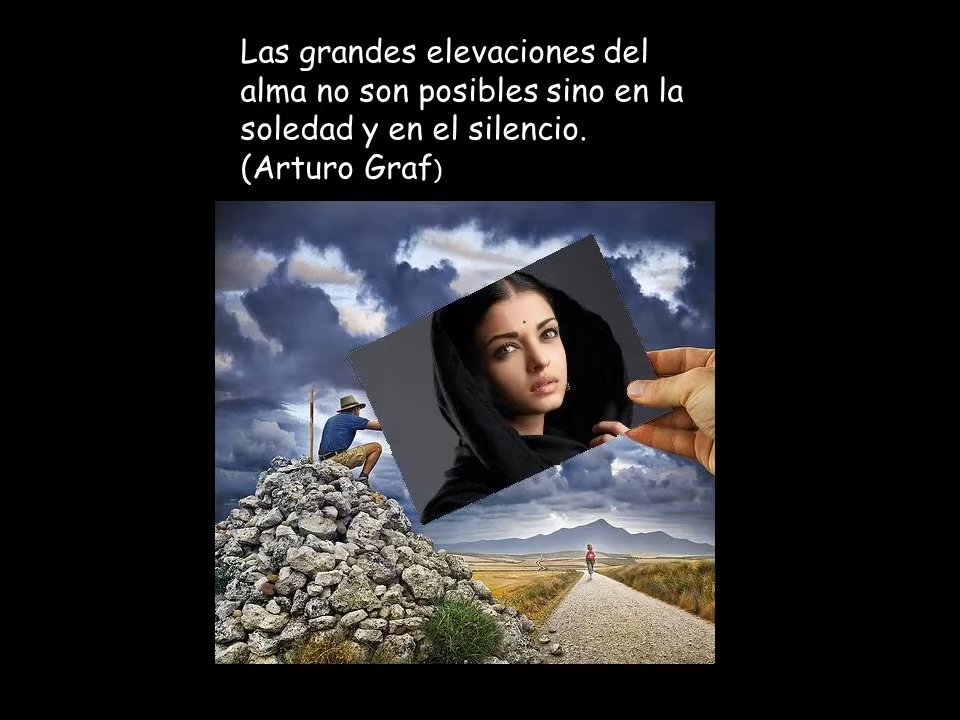 Las grandes elevaciones del
alma no son posibles sino en la
soledad y en el silencio.
(Arturo Graf)